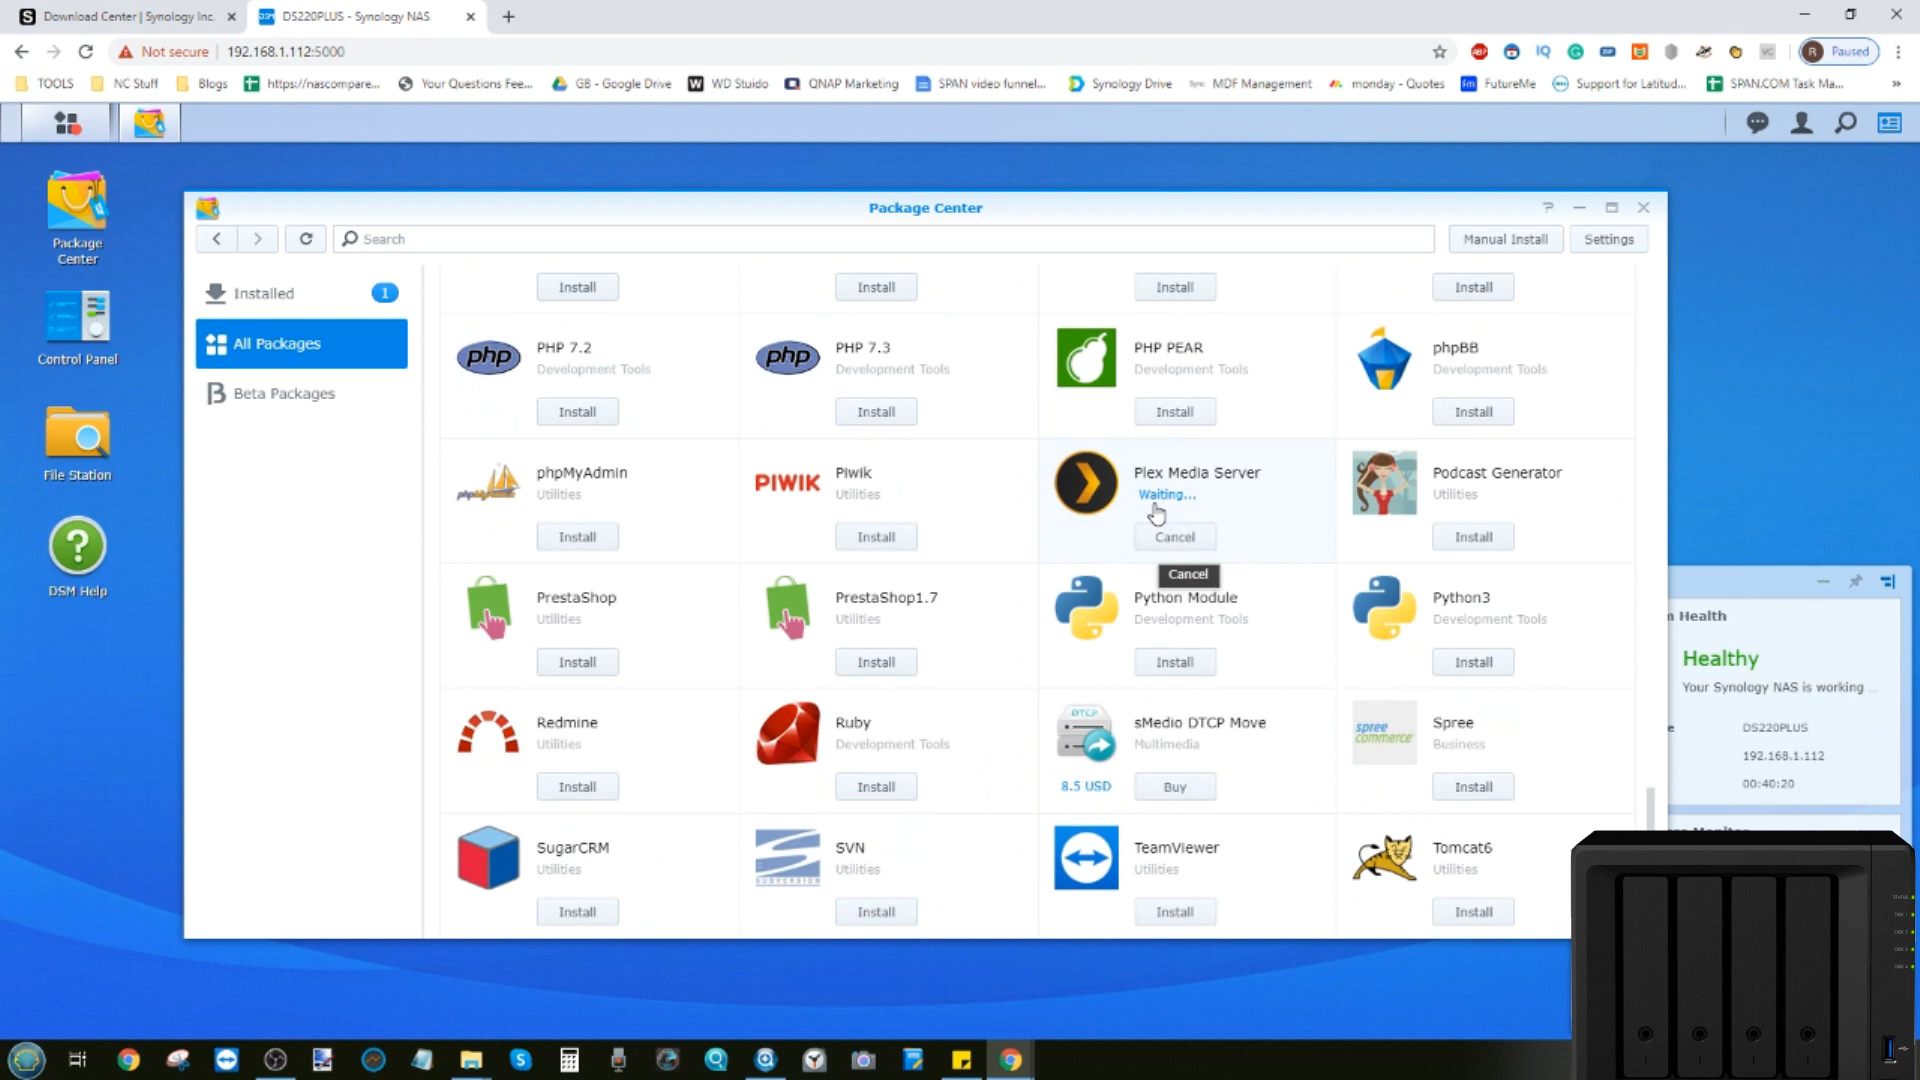 Download Center | Synology Inc.
DS220PLUS - Synology NAS
Not secure
192.168.1.112:5000
Paused
TOOLS
NC Stuff
Blogs
https://nascompare...
Your Questions Fee...
GB - Google Drive
WD Stuido
QNAP Marketing
SPAN video funnel...
Synology Drive
MDF Management
monday - Quotes
FutureMe
Support for Latitud...
SPAN.COM Task Ma...
Package Center
Control Panel
File Station
DSM Help
Package Center
Search
Manual Install
Settings
Installed
1
All Packages
Beta Packages
Install
Install
Install
Install
PHP 7.2
Development Tools
Install
PHP 7.3
Development Tools
Install
PHP PEAR
Development Tools
Install
phpBB
Development Tools
Install
phpMyAdmin
Utilities
Install
PIWIK
Piwik
Utilities
Install
Plex Media Server
Waiting...
Cancel
Cancel
Podcast Generator
Utilities
Install
PrestaShop
Utilities
Install
PrestaShop1.7
Utilities
Install
Python Module
Development Tools
Install
Python3
Development Tools
Install
Redmine
Utilities
Install
Ruby
Development Tools
Install
DTCP
sMedio DTCP Move
Multimedia
8.5 USD
Buy
spree commerce
Spree
Business
Install
SugarCRM
Utilities
Install
SVN
Utilities
Install
TeamViewer
Utilities
Install
Tomcat6
Utilities
Install
Health
Healthy
Your Synology NAS is working ...
DS220PLUS
192.168.1.112
00:40:20